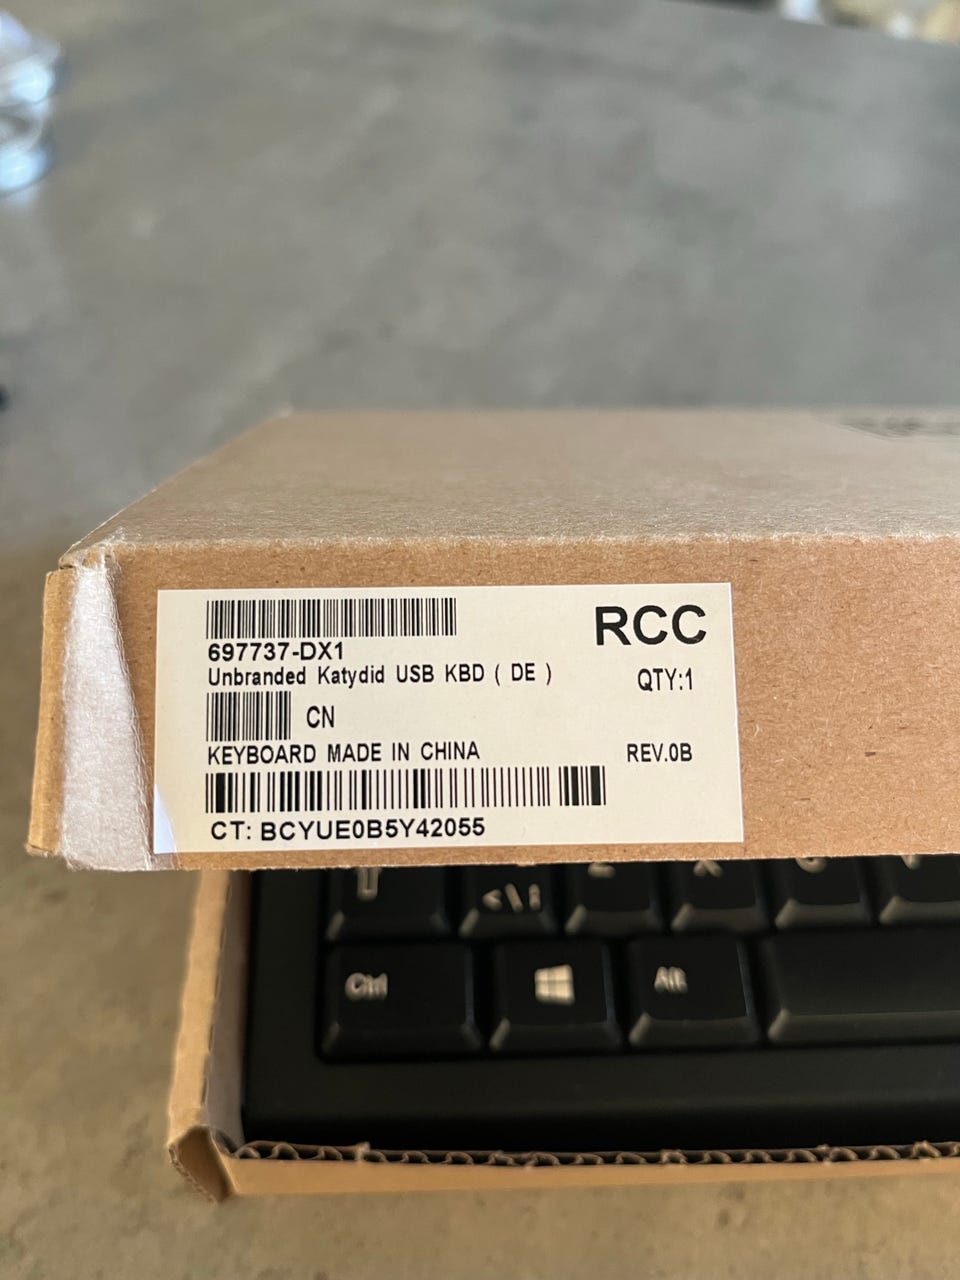 RCC
697737-DX1
Unbranded Katydid USB KBD ( DE )
QTY:1
CN
KEYBOARD MADE IN CHINA
REV.0B
CT: BCYUE0B5Y42055
<\¦
Ctrl
Alt